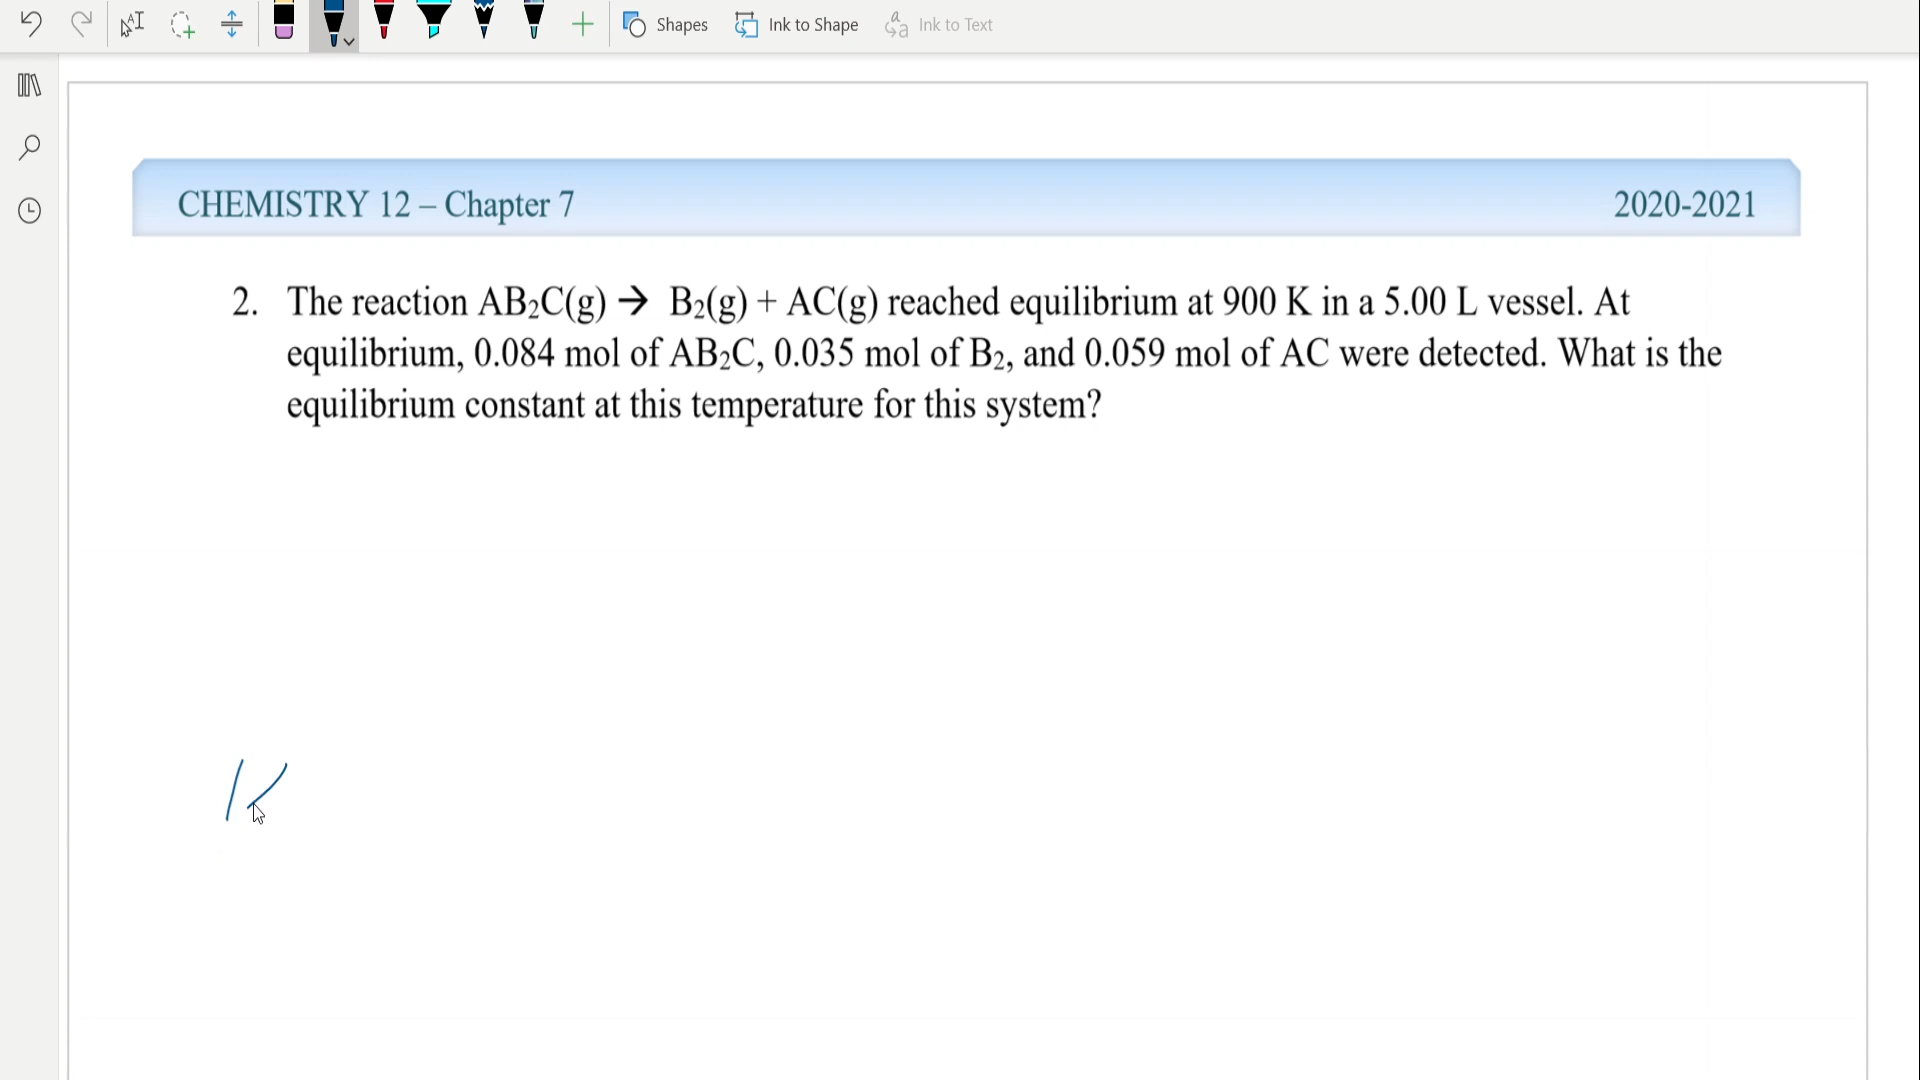 Shapes Ink to Shape Ink to Text
CHEMISTRY 12 – Chapter 7 2020-2021
2. The reaction AB₂C(g) → B₂(g) + AC(g) reached equilibrium at 900 K in a 5.00 L vessel. At
equilibrium, 0.084 mol of AB₂C, 0.035 mol of B₂, and 0.059 mol of AC were detected. What is the
equilibrium constant at this temperature for this system?
K